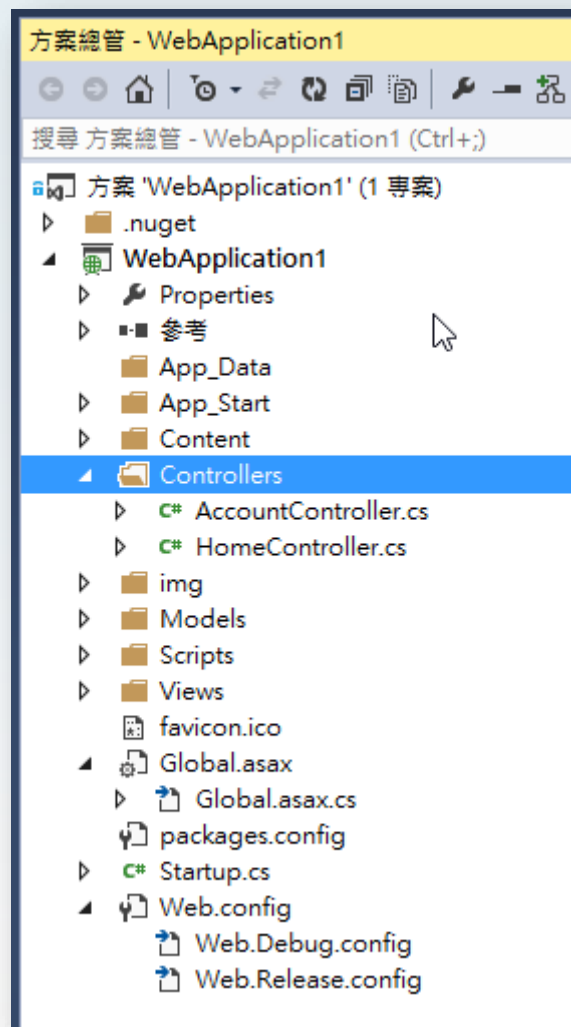 方案總管 - WebApplication1
搜尋 方案總管 - WebApplication1 (Ctrl+;)
方案 'WebApplication1' (1 專案)
.nuget
WebApplication1
Properties
參考
App_Data
App_Start
Content
Controllers
C# AccountController.cs
C# HomeController.cs
img
Models
Scripts
Views
favicon.ico
Global.asax
Global.asax.cs
packages.config
C# Startup.cs
Web.config
Web.Debug.config
Web.Release.config